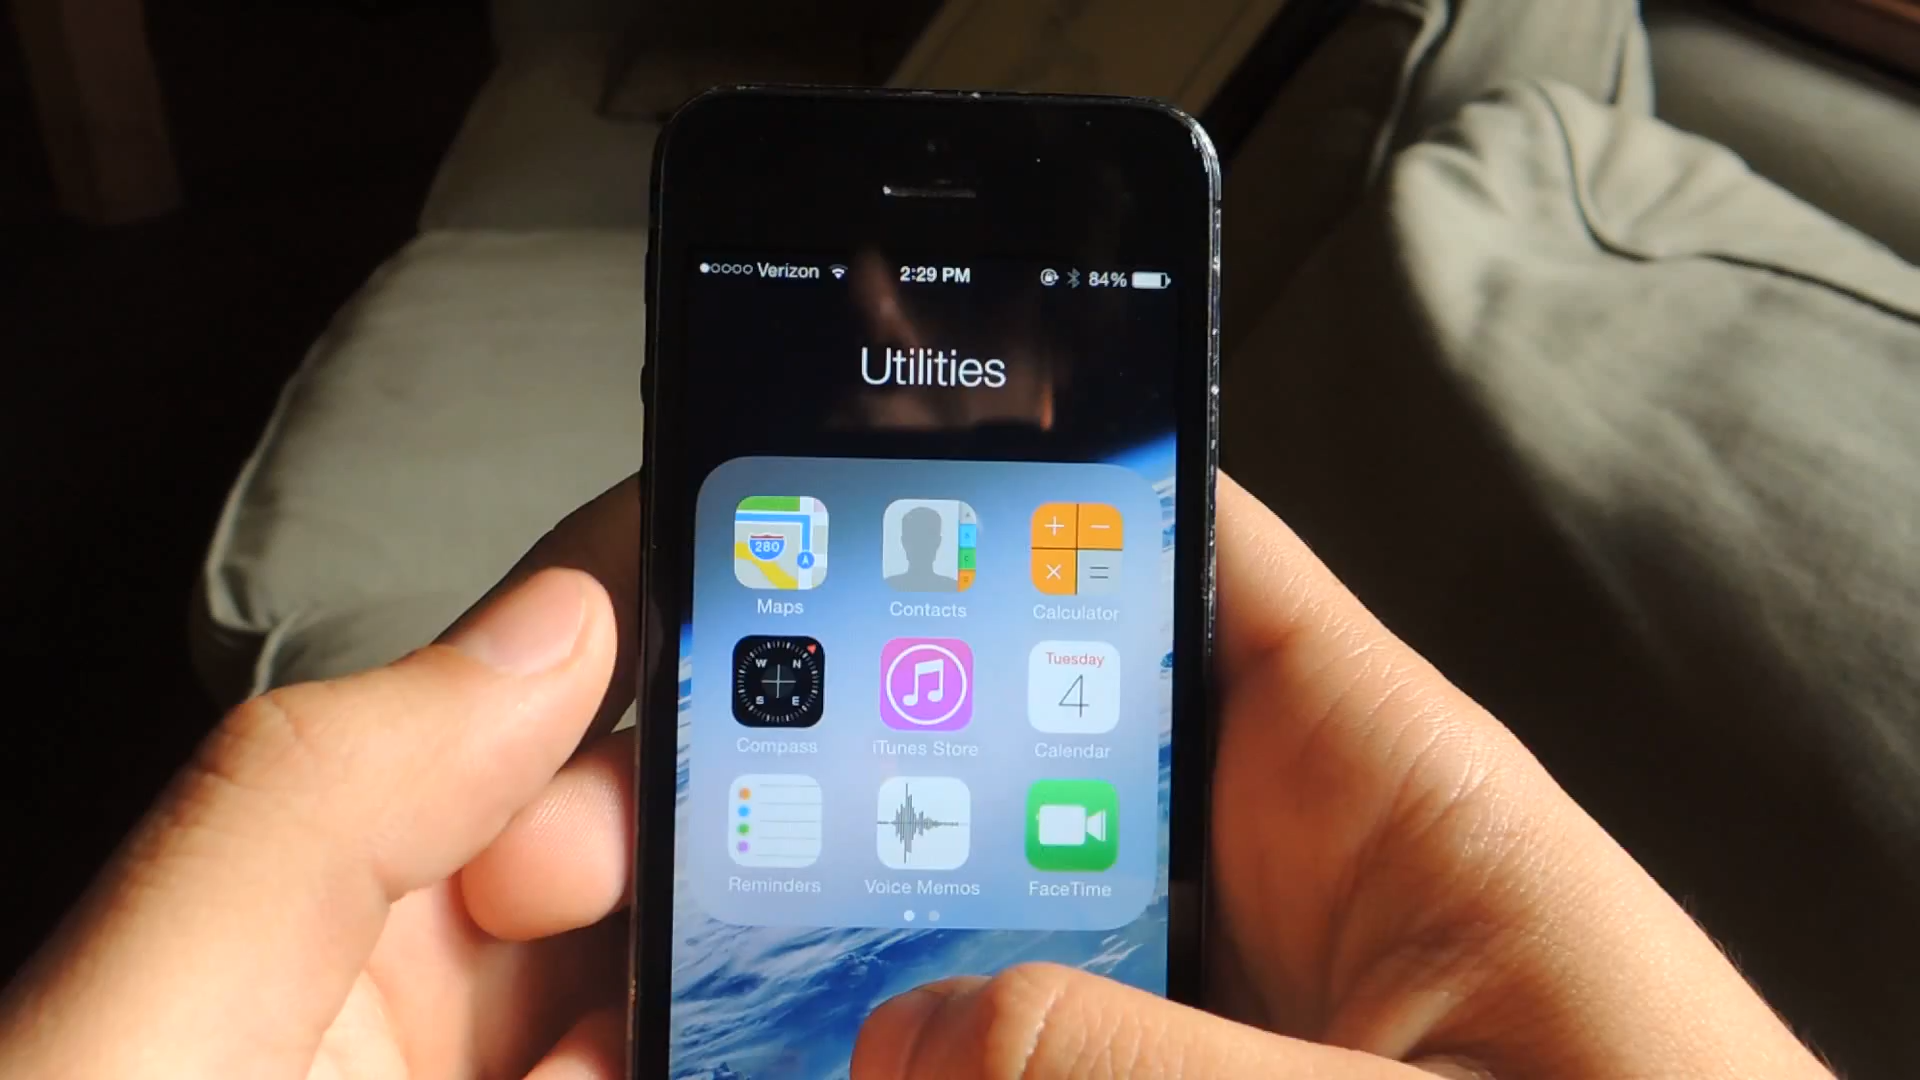 Verizon 2:29 PM 84%
Utilities
280 A
+ − × =
Maps Contacts Calculator
W N S E
Tuesday
4
Compass iTunes Store Calendar
Reminders Voice Memos FaceTime